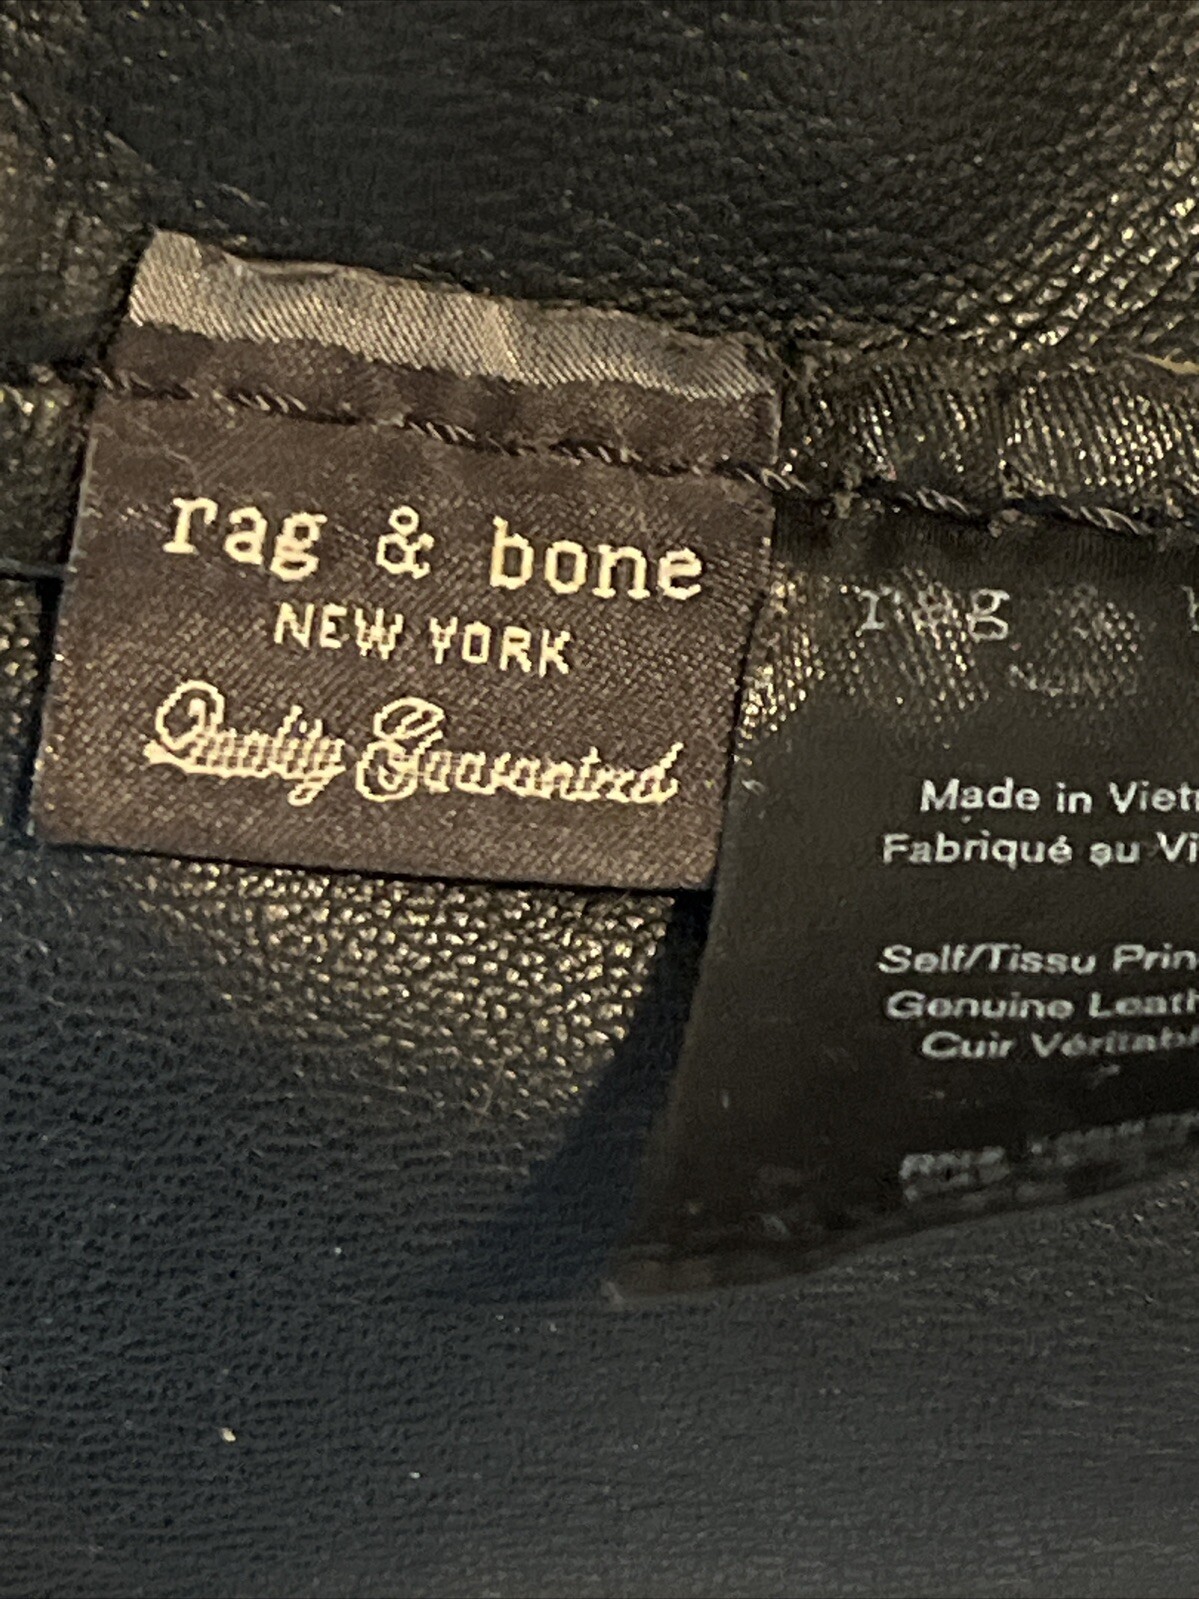 rag & bone
NEW YORK
Quality Guaranteed
rag &
Made in Viet
Fabriqué au Vi
Self/Tissu Prin
Genuine Leath
Cuir Véritabl